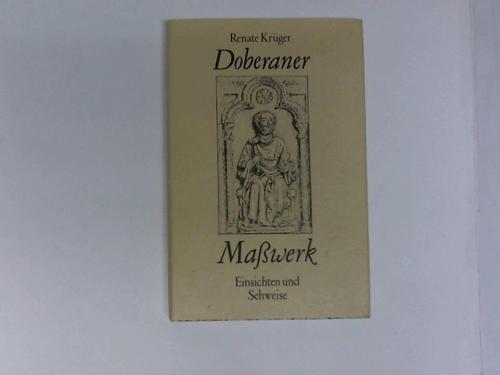 Renate Krüger
Doberaner
Maßwerk
Einsichten und
Sehweise